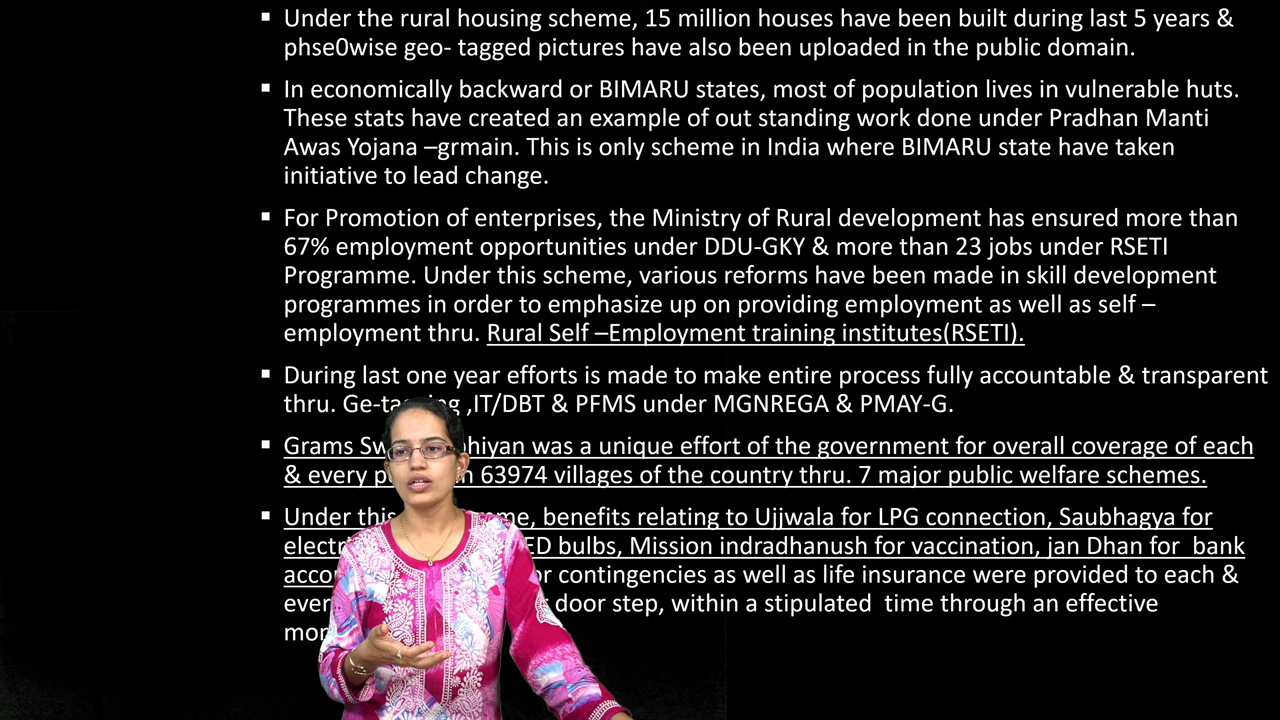 ▪ Under the rural housing scheme, 15 million houses have been built during last 5 years &
phse0wise geo- tagged pictures have also been uploaded in the public domain.
▪ In economically backward or BIMARU states, most of population lives in vulnerable huts.
These stats have created an example of out standing work done under Pradhan Manti
Awas Yojana –grmain. This is only scheme in India where BIMARU state have taken
initiative to lead change.
▪ For Promotion of enterprises, the Ministry of Rural development has ensured more than
67% employment opportunities under DDU-GKY & more than 23 jobs under RSETI
Programme. Under this scheme, various reforms have been made in skill development
programmes in order to emphasize up on providing employment as well as self –
employment thru. Rural Self –Employment training institutes(RSETI).
▪ During last one year efforts is made to make entire process fully accountable & transparent
thru. Ge-tagging ,IT/DBT & PFMS under MGNREGA & PMAY-G.
▪ Grams was a unique effort of the government for overall coverage of each
& every 63974 villages of the country thru. 7 major public welfare schemes.
▪ Under this benefits relating to Ujjwala for LPG connection, Saubhagya for
bulbs, Mission indradhanush for vaccination, jan Dhan for bank
contingencies as well as life insurance were provided to each &
door step, within a stipulated time through an effective